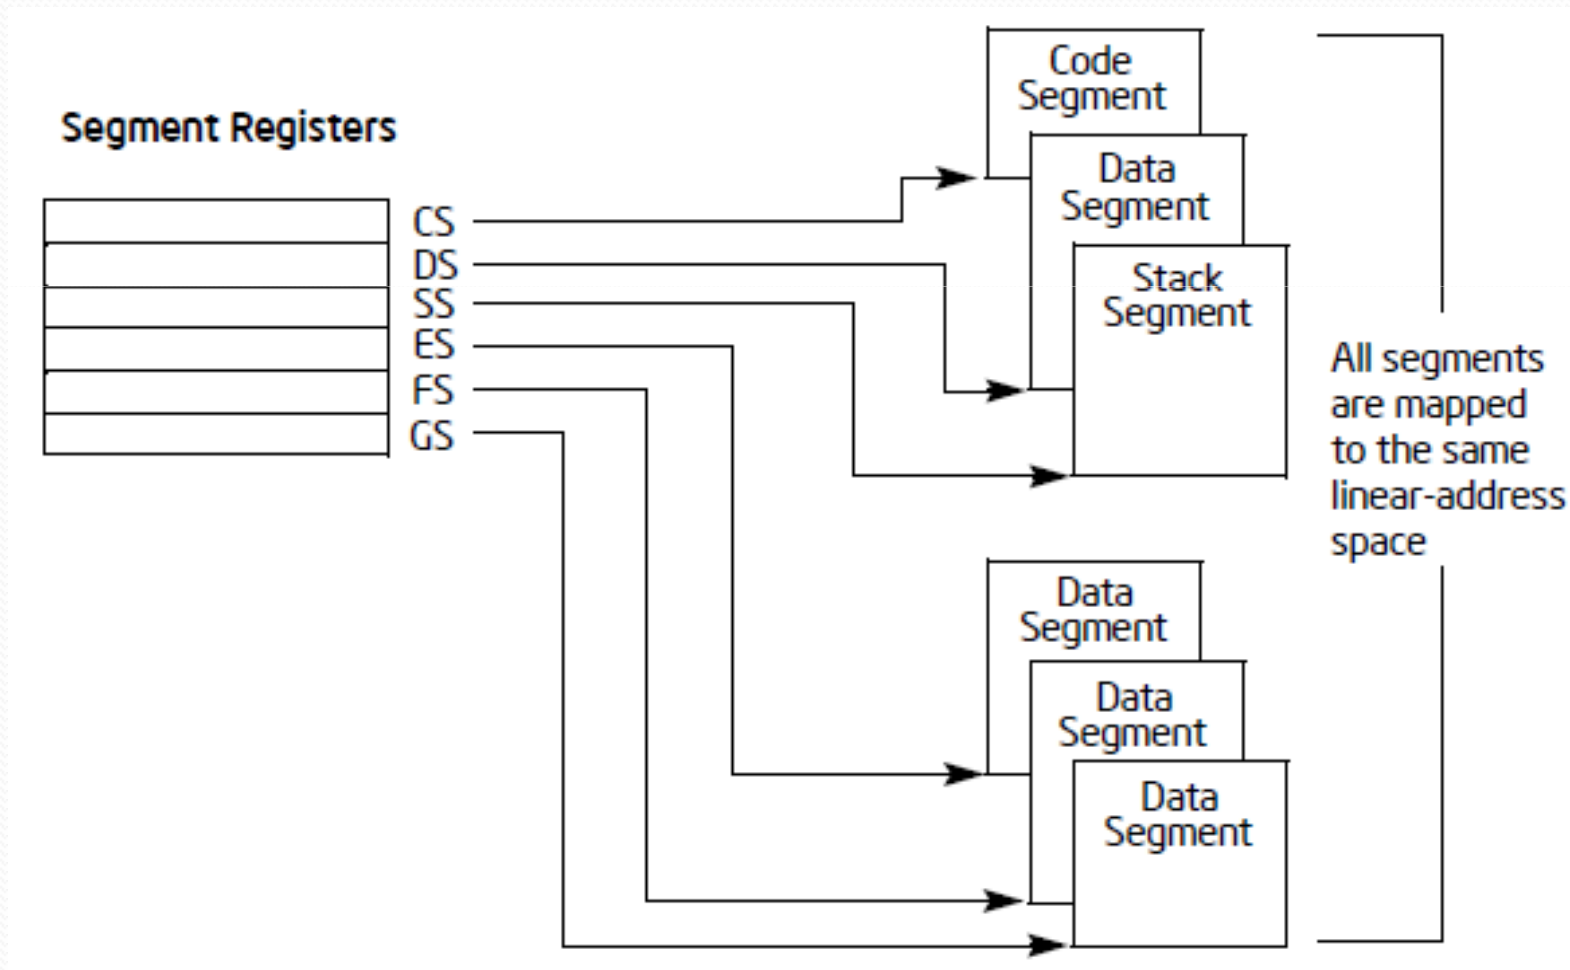 Segment Registers
CS
DS
SS
ES
FS
GS
Code
Segment
Data
Segment
Stack
Segment
Data
Segment
Data
Segment
Data
Segment
All segments
are mapped
to the same
linear-address
space